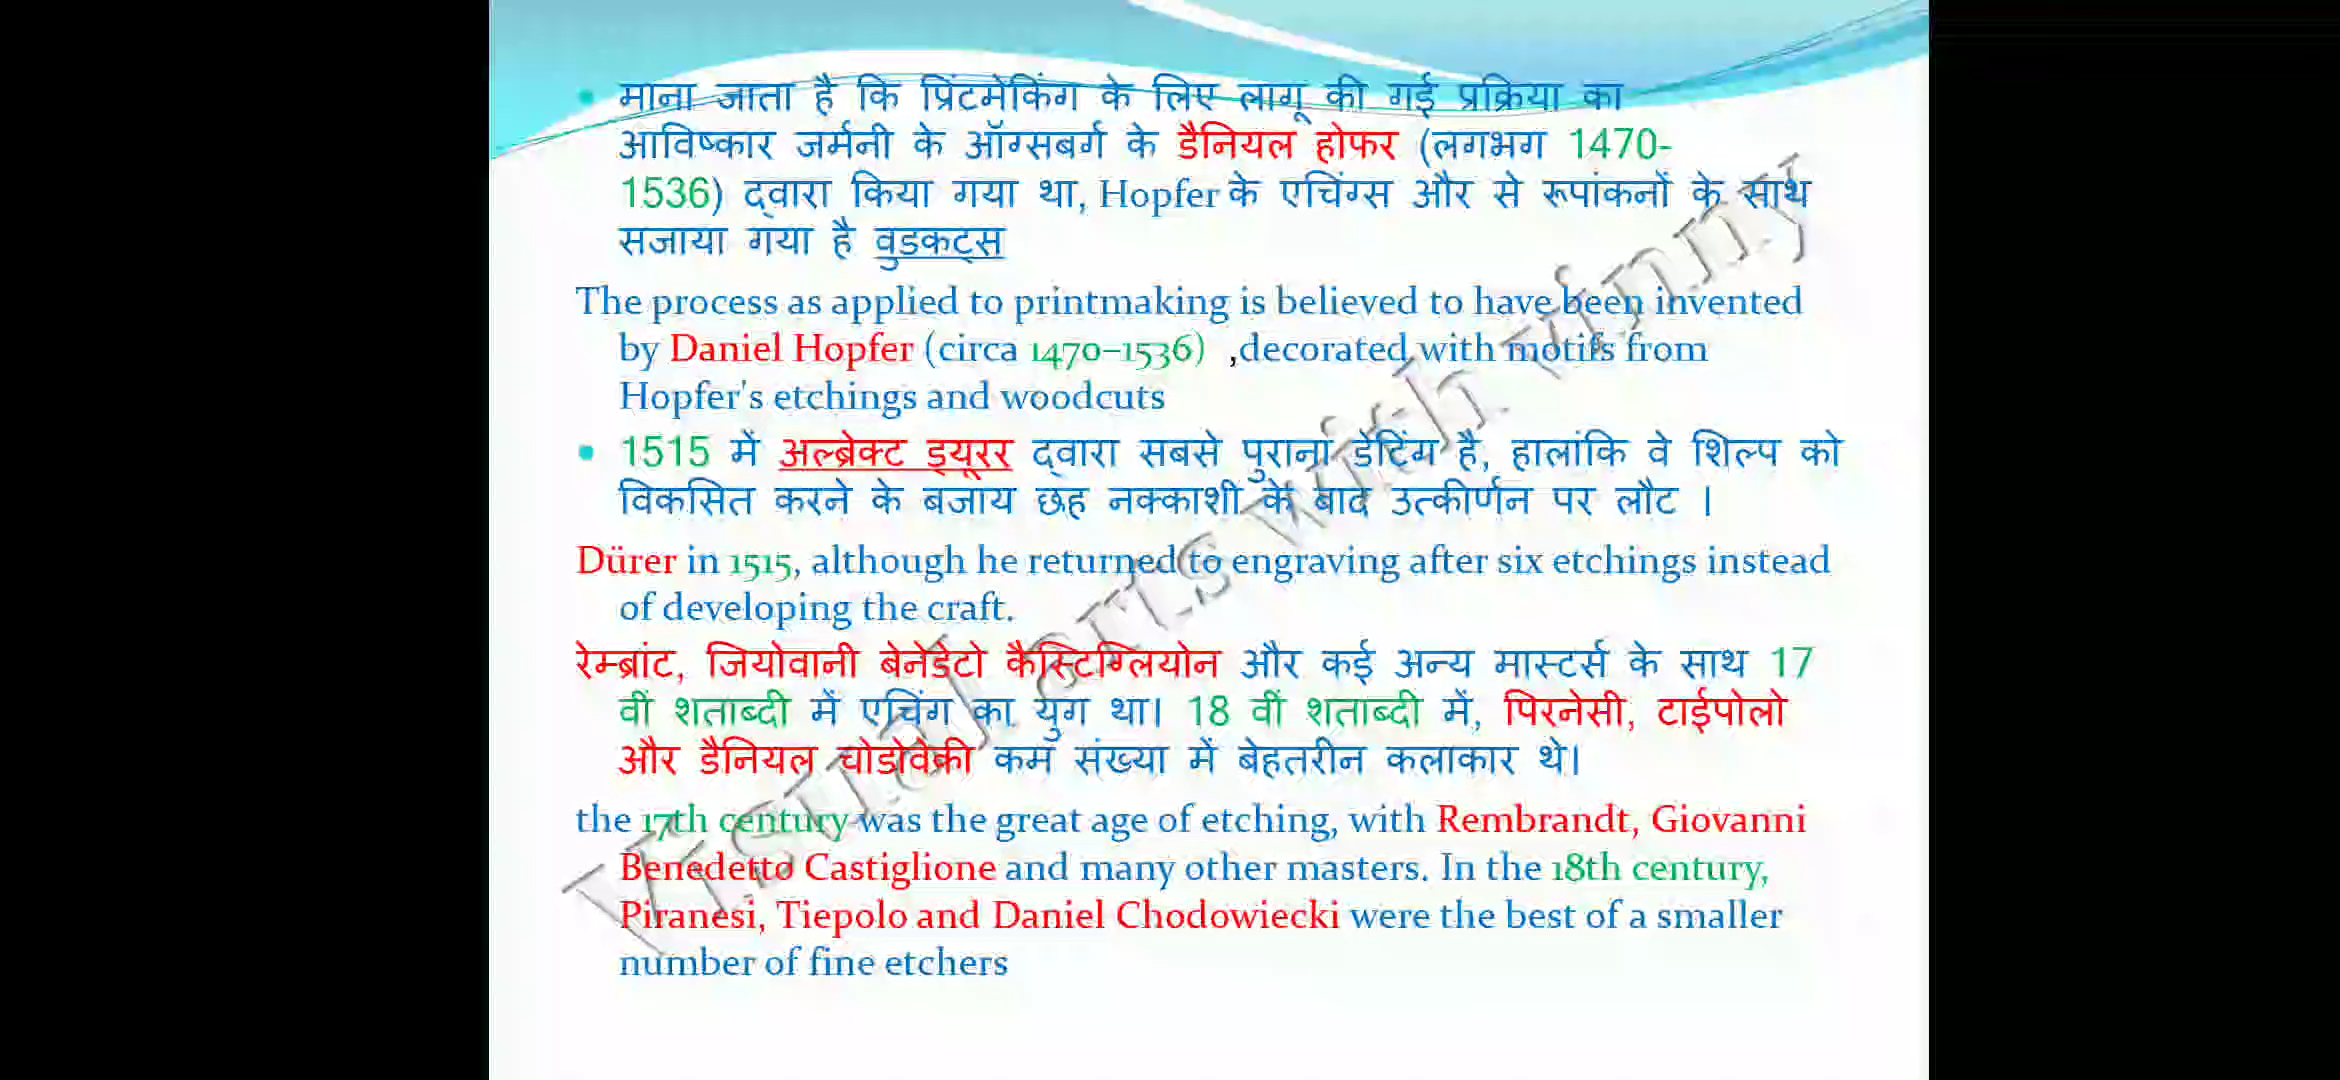 माना जाता है कि प्रिंटमेकिंग के लिए लागू की गई प्रक्रिया का
आविष्कार जर्मनी के ऑग्सबर्ग के डैनियल होफर (लगभग 1470-
1536) द्वारा किया गया था, Hopfer के एचिंग्स और से रूपांकनों के साथ
सजाया गया है वुडकट्स
The process as applied to printmaking is believed to have been invented
by Daniel Hopfer (circa 1470–1536) ,decorated with motifs from
Hopfer's etchings and woodcuts
1515 में अल्ब्रेक्ट ड्यूरर द्वारा सबसे पुराना डेटिंग है, हालांकि वे शिल्प को
विकसित करने के बजाय छह नक्काशी के बाद उत्कीर्णन पर लौट ।
Dürer in 1515, although he returned to engraving after six etchings instead
of developing the craft.
रेम्ब्रांट, जियोवानी बेनेडेटो कैस्टिग्लियोन और कई अन्य मास्टर्स के साथ 17
वीं शताब्दी में एचिंग का युग था। 18 वीं शताब्दी में, पिरनेसी, टाईपोलो
और डैनियल चोडोवेकी कम संख्या में बेहतरीन कलाकार थे।
the 17th century was the great age of etching, with Rembrandt, Giovanni
Benedetto Castiglione and many other masters. In the 18th century,
Piranesi, Tiepolo and Daniel Chodowiecki were the best of a smaller
number of fine etchers
Visual arts with vinny